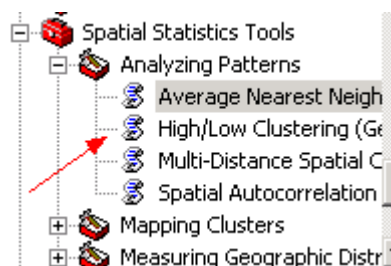 Spatial Statistics Tools
Analyzing Patterns
Average Nearest Neigh
High/Low Clustering (Ge
Multi-Distance Spatial C
Spatial Autocorrelation
Mapping Clusters
Measuring Geographic Distr